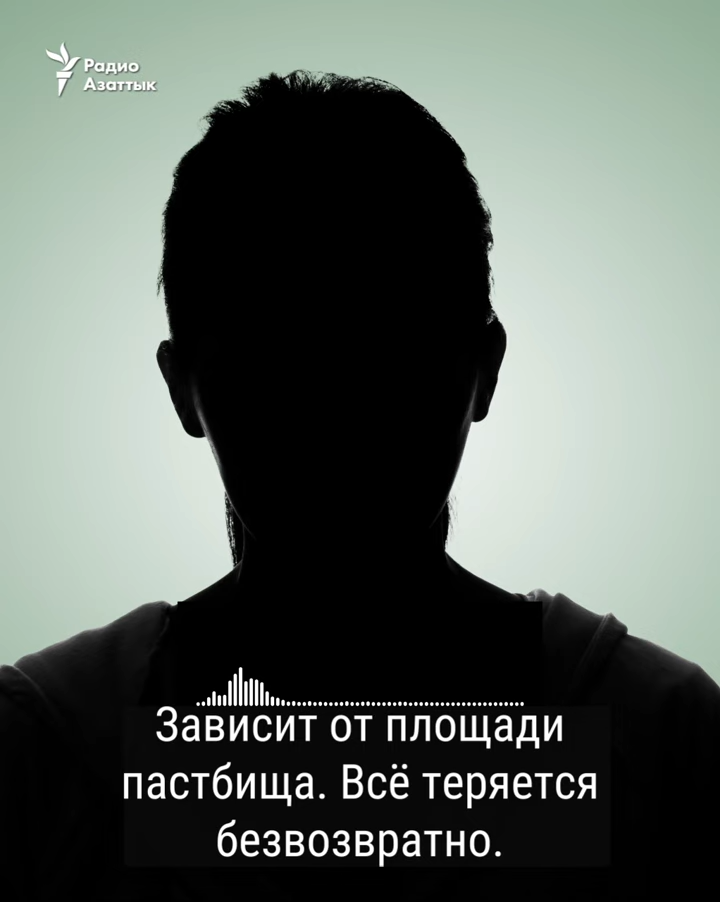 Радио
Азаттык
Зависит от площади
пастбища. Всё теряется
безвозвратно.